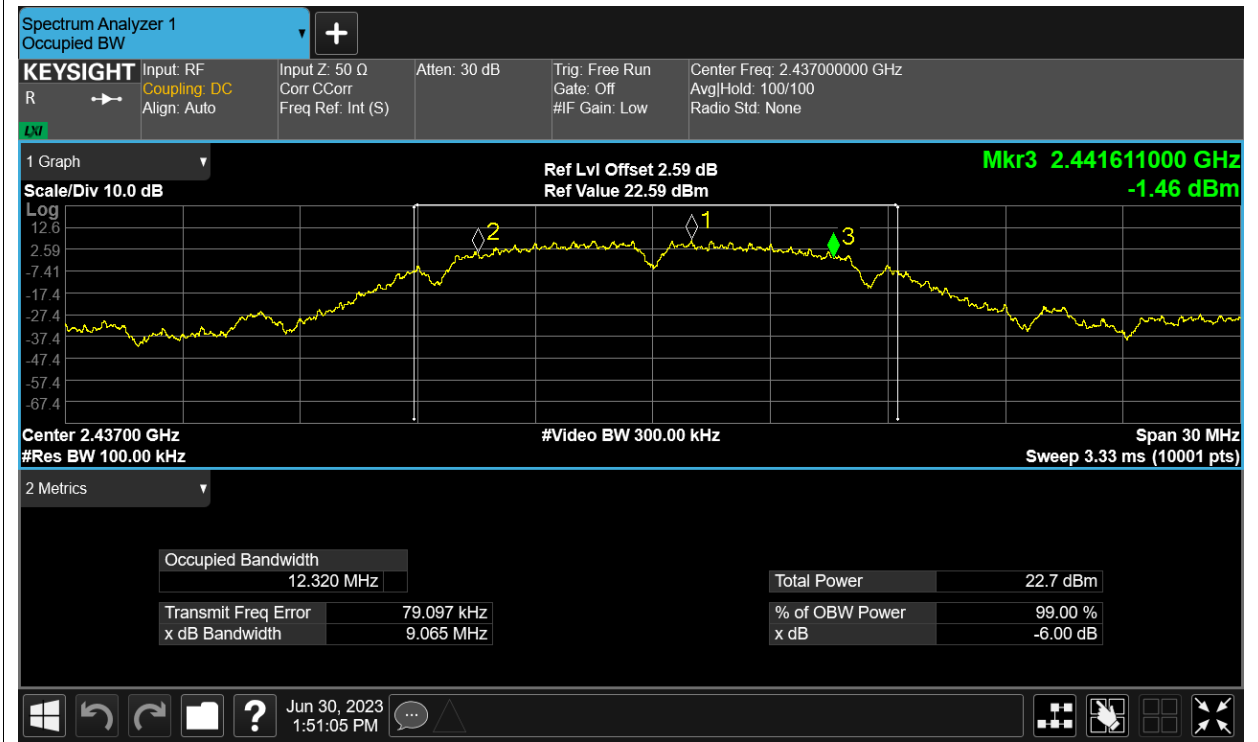 Spectrum Analyzer 1
Occupied BW
+
KEYSIGHT Input: RF Input Z: 50 Ω Atten: 30 dB Trig: Free Run Center Freq: 2.437000000 GHz
R Coupling: DC Corr CCorr Gate: Off Avg|Hold: 100/100
Align: Auto Freq Ref: Int (S) #IF Gain: Low Radio Std: None
LXI
1 Graph Ref Lvl Offset 2.59 dB Mkr3 2.441611000 GHz
Scale/Div 10.0 dB Ref Value 22.59 dBm -1.46 dBm
Log
12.6
2.59
-7.41
-17.4
-27.4
-37.4
-47.4
-57.4
-67.4
2 1 3
Center 2.43700 GHz #Video BW 300.00 kHz Span 30 MHz
#Res BW 100.00 kHz Sweep 3.33 ms (10001 pts)
2 Metrics
Occupied Bandwidth
12.320 MHz Total Power 22.7 dBm
Transmit Freq Error 79.097 kHz % of OBW Power 99.00 %
x dB Bandwidth 9.065 MHz x dB -6.00 dB
? Jun 30, 2023
1:51:05 PM